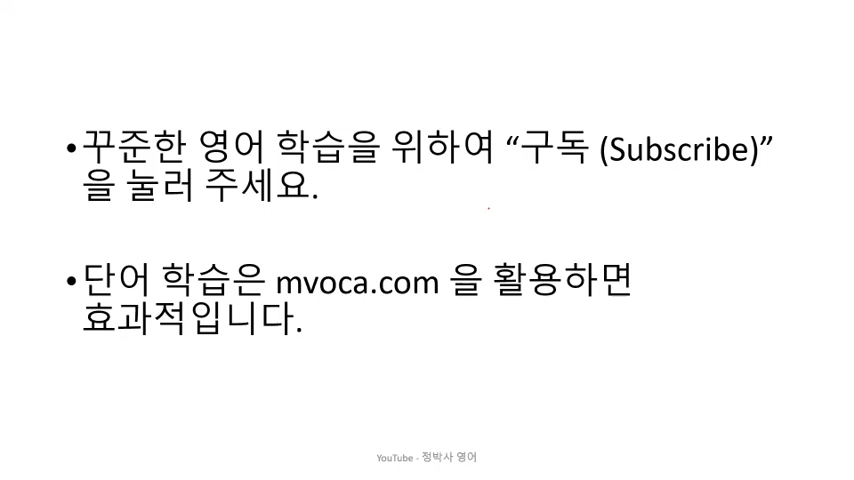 •꾸준한 영어 학습을 위하여 “구독 (Subscribe)”
을 눌러 주세요.
•단어 학습은 mvoca.com 을 활용하면
효과적입니다.
YouTube - 정박사 영어